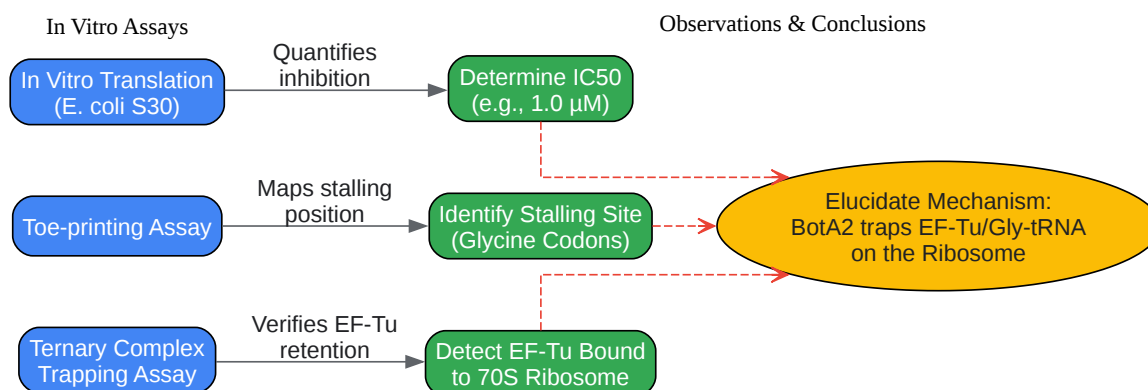 In Vitro Assays
Observations & Conclusions
In Vitro Translation
(E. coli S30)
Quantifies
inhibition
Determine IC50
(e.g., 1.0 µM)
Toe-printing Assay
Maps stalling
position
Identify Stalling Site
(Glycine Codons)
Elucidate Mechanism:
BotA2 traps EF-Tu/Gly-tRNA
on the Ribosome
Ternary Complex
Trapping Assay
Verifies EF-Tu
retention
Detect EF-Tu Bound
to 70S Ribosome